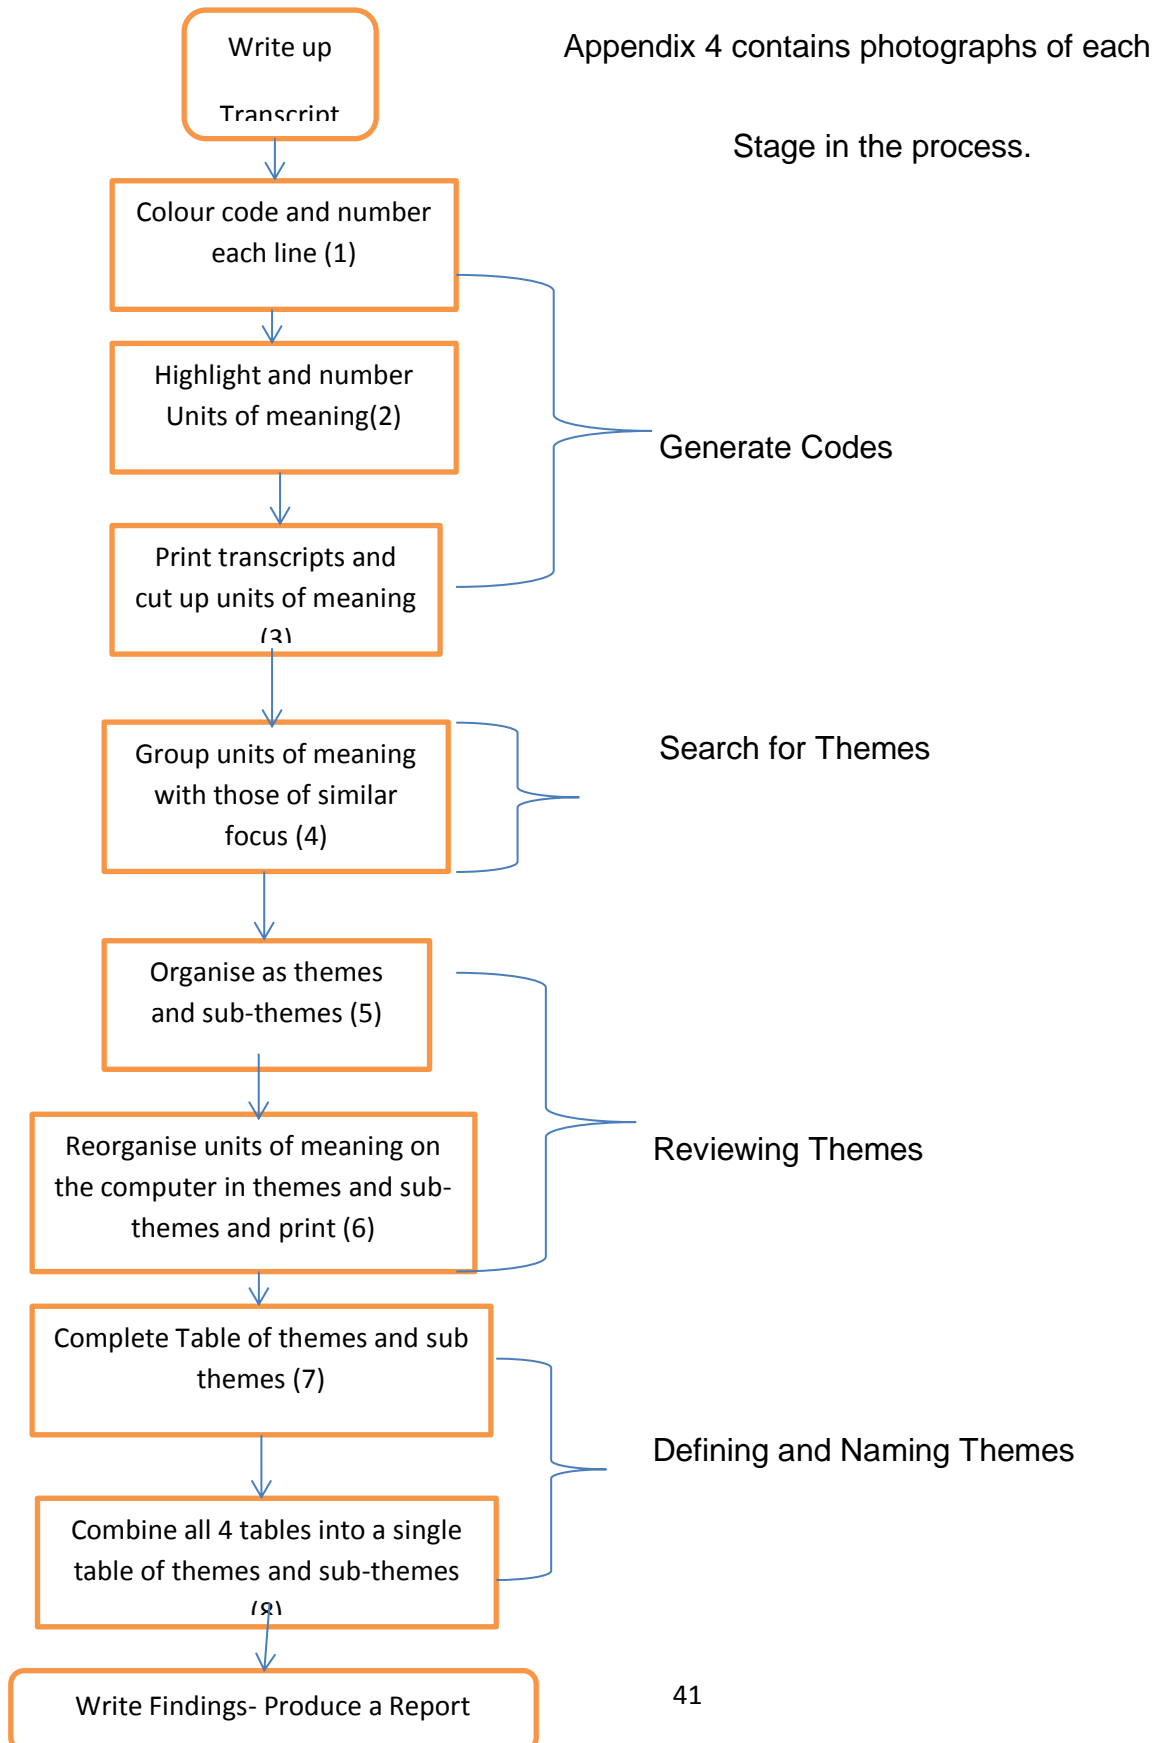 Write up
Appendix 4 contains photographs of each
Transcript
Stage in the process.
Colour code and number
each line (1)
Highlight and number
Units of meaning(2)
Generate Codes
Print transcripts and
cut up units of meaning
(3)
Group units of meaning
with those of similar
focus (4)
Search for Themes
Organise as themes
and sub-themes (5)
Reorganise units of meaning on
the computer in themes and sub-
themes and print (6)
Reviewing Themes
Complete Table of themes and sub
themes (7)
Defining and Naming Themes
Combine all 4 tables into a single
table of themes and sub-themes
(8)
Write Findings- Produce a Report
41